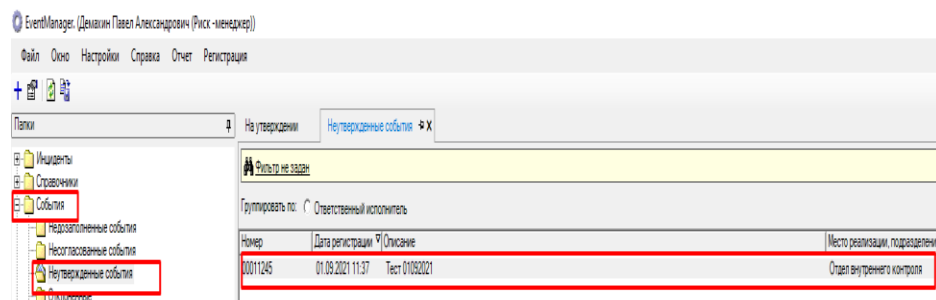 EventManager. (Демахин Павел Александрович (Риск -менеджер))
Файл Окно Настройки Справка Отчет Регистрация
Папки
На утверждении Неутвержденные события
Инциденты
Справочники
События
Недозаполненные события
Несогласованные события
Неутвержденные события
Фильтр не задан
Группировать по: Ответственный исполнитель
Номер Дата регистрации Описание Место реализации, подразделени
00011245 01.09.2021 11:37 Тест 01092021 Отдел внутреннего контроля